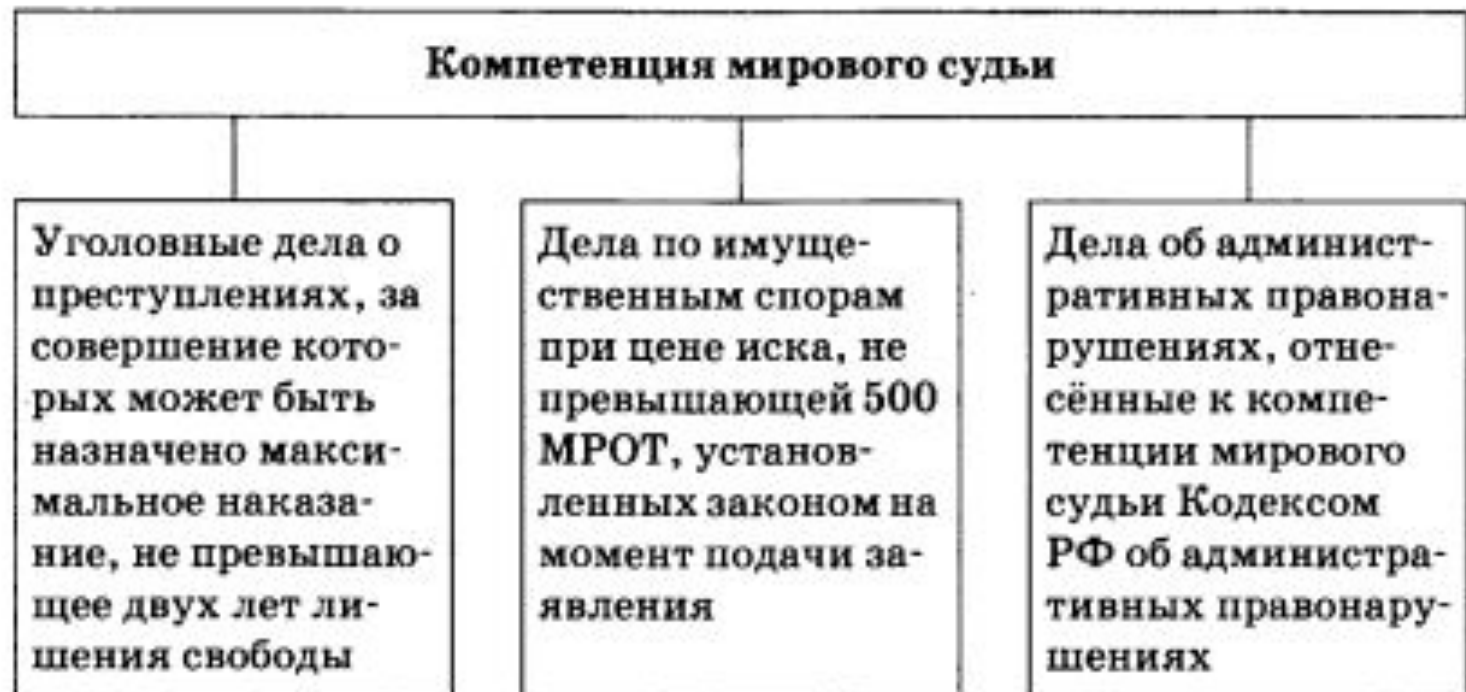 Компетенция мирового судьи
Уголовные дела о
преступлениях, за
совершение кото-
рых может быть
назначено макси-
мальное наказа-
ние, не превышаю-
щее двух лет ли-
шения свободы
Дела по имуще-
ственным спорам
при цене иска, не
превышающей 500
МРОТ, установ-
ленных законом на
момент подачи за-
явления
Дела об админист-
ративных правона-
рушениях, отне-
сённые к компе-
тенции мирового
судьи Кодексом
РФ об администра-
тивных правонару-
шениях